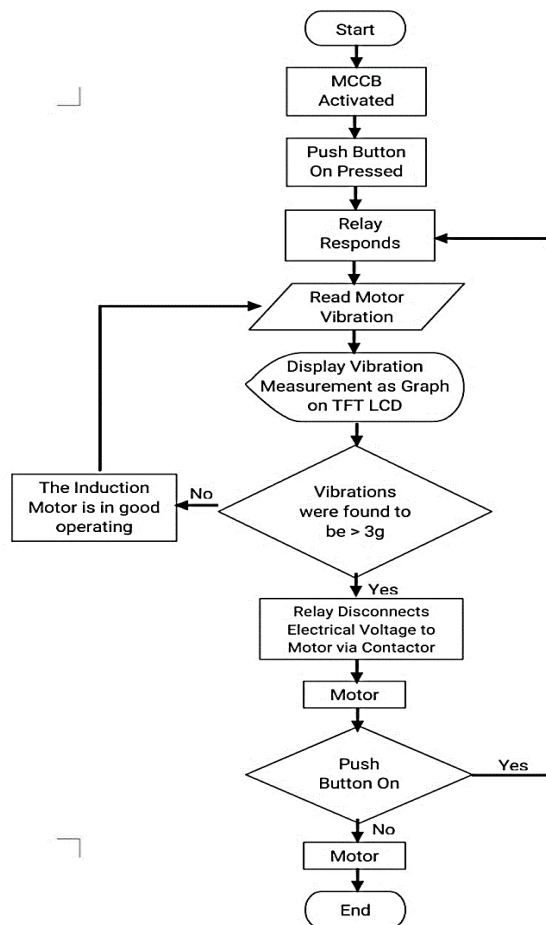 Start
MCCB
Activated
Push Button
On Pressed
Relay
Responds
Read Motor
Vibration
Display Vibration
Measurement as Graph
on TFT LCD
Vibrations
were found to
be > 3g
No
The Induction
Motor is in good
operating
Yes
Relay Disconnects
Electrical Voltage to
Motor via Contactor
Motor
Push
Button On
Yes
No
Motor
End